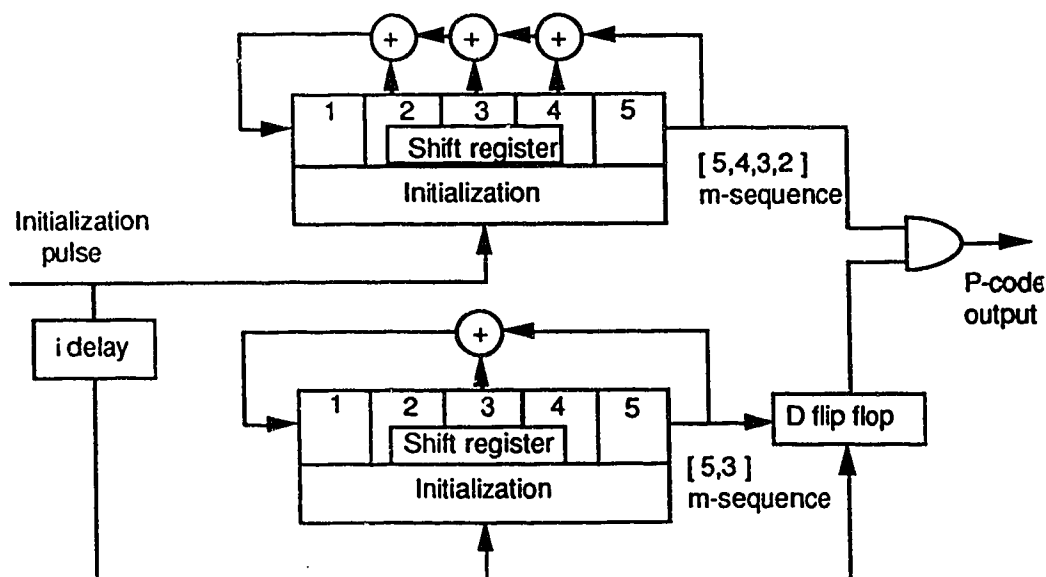 +
+
+
1 2 3 4 5
Shift register
Initialization
[ 5,4,3,2 ]
m-sequence
Initialization
pulse
P-code
output
i delay
+
1 2 3 4 5
Shift register
Initialization
D flip flop
[ 5,3 ]
m-sequence